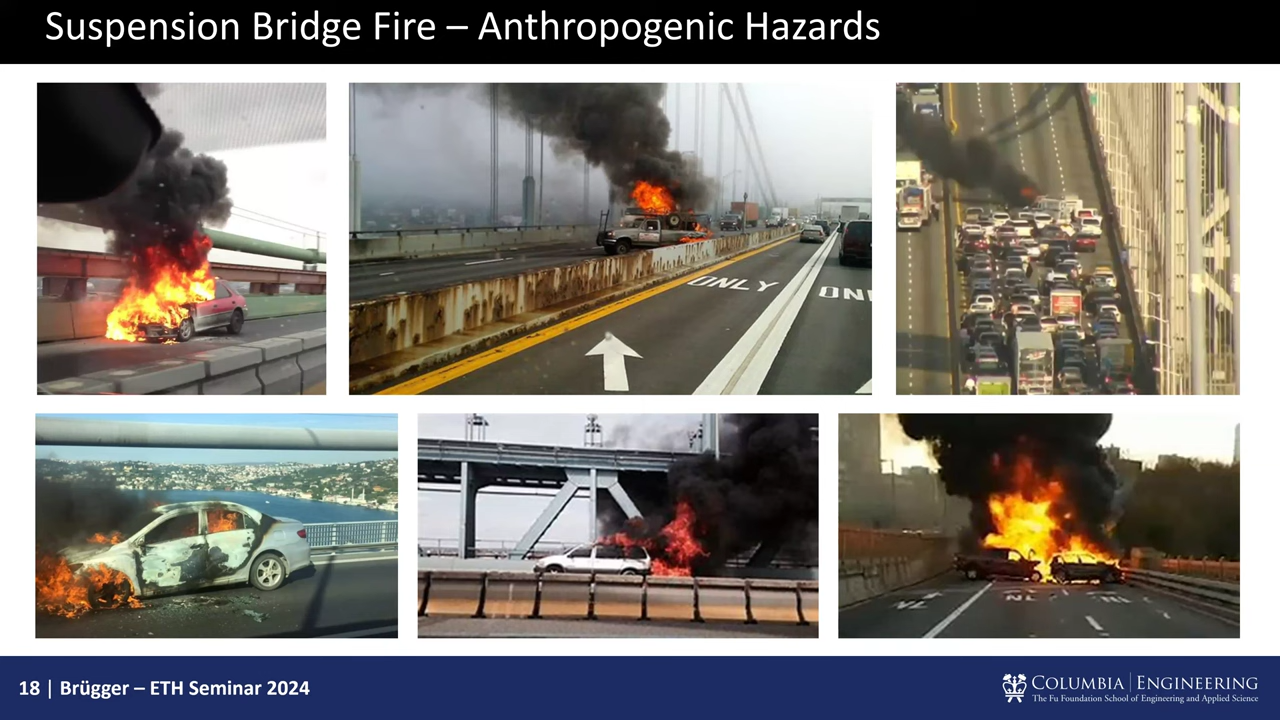 Suspension Bridge Fire – Anthropogenic Hazards
ONLY
18 | Brügger – ETH Seminar 2024
COLUMBIA | ENGINEERING
The Fu Foundation School of Engineering and Applied Science